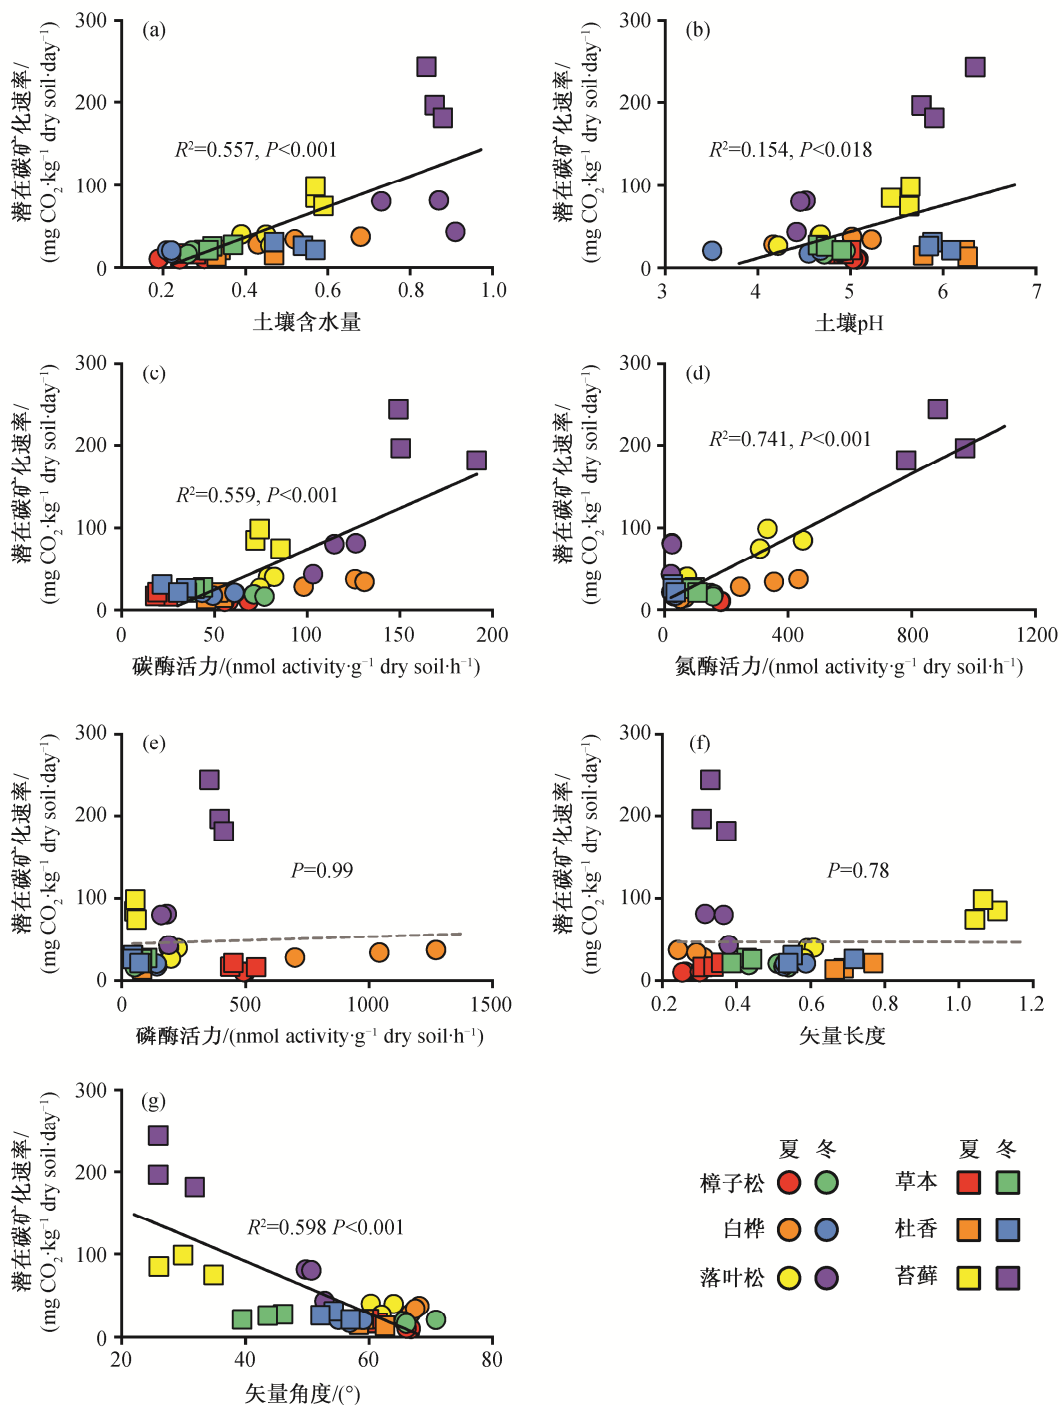 潜在碳矿化速率/
(mg CO₂·kg⁻¹ dry soil·day⁻¹)
300
200
100
0
(a)
R²=0.557, P<0.001
0.2 0.4 0.6 0.8 1.0
土壤含水量
潜在碳矿化速率/
(mg CO₂·kg⁻¹ dry soil·day⁻¹)
300
200
100
0
(b)
R²=0.154, P<0.018
3 4 5 6 7
土壤pH
潜在碳矿化速率/
(mg CO₂·kg⁻¹ dry soil·day⁻¹)
300
200
100
0
(c)
R²=0.559, P<0.001
0 50 100 150 200
碳酶活力/(nmol activity·g⁻¹ dry soil·h⁻¹)
潜在碳矿化速率/
(mg CO₂·kg⁻¹ dry soil·day⁻¹)
300
200
100
0
(d)
R²=0.741, P<0.001
0 400 800 1200
氮酶活力/(nmol activity·g⁻¹ dry soil·h⁻¹)
潜在碳矿化速率/
(mg CO₂·kg⁻¹ dry soil·day⁻¹)
300
200
100
0
(e)
P=0.99
0 500 1000 1500
磷酶活力/(nmol activity·g⁻¹ dry soil·h⁻¹)
潜在碳矿化速率/
(mg CO₂·kg⁻¹ dry soil·day⁻¹)
300
200
100
0
(f)
P=0.78
0.2 0.4 0.6 0.8 1.0 1.2
矢量长度
潜在碳矿化速率/
(mg CO₂·kg⁻¹ dry soil·day⁻¹)
300
200
100
0
(g)
R²=0.598 P<0.001
20 40 60 80
矢量角度/(°)
夏 冬 夏 冬
樟子松 草本
白桦 杜香
落叶松 苔藓